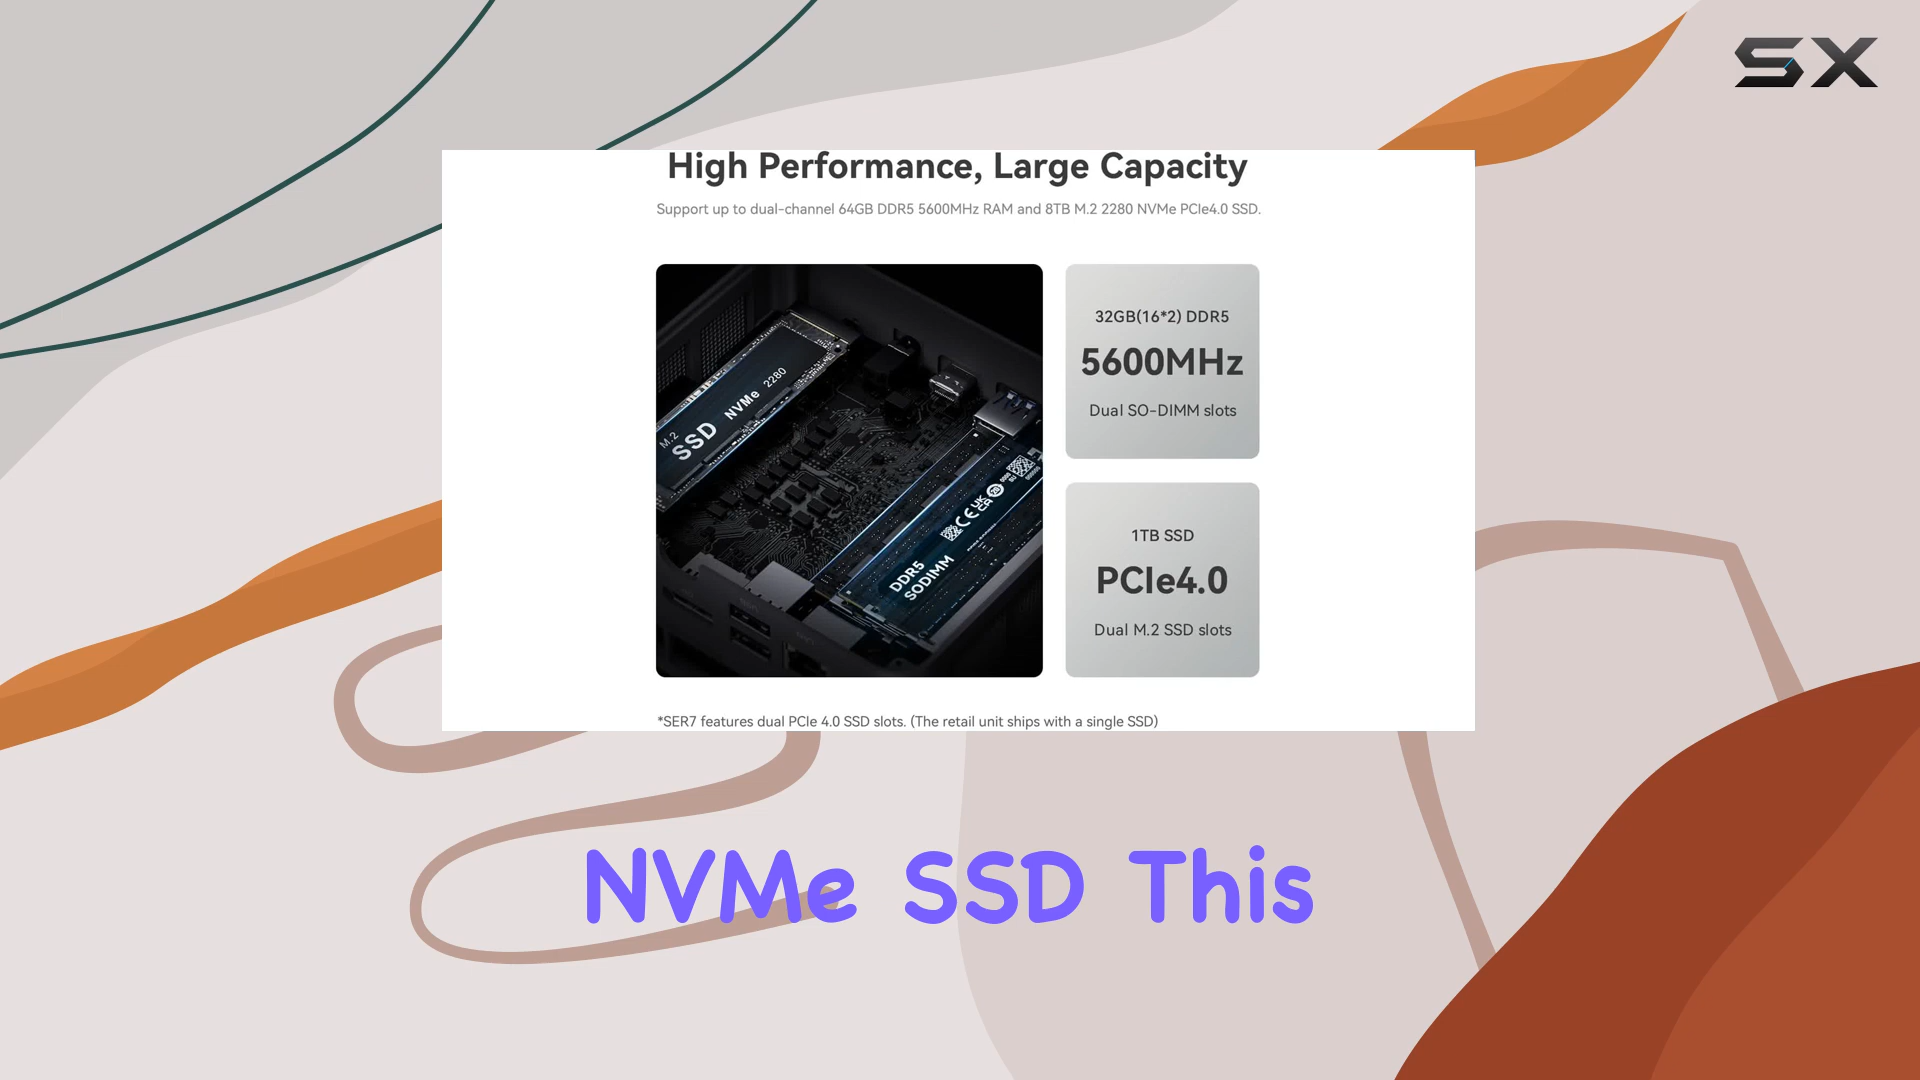 SX
High Performance, Large Capacity
Support up to dual-channel 64GB DDR5 5600MHz RAM and 8TB M.2 2280 NVMe PCIe4.0 SSD.
M.2
SSD NVMe 2280
DDR5
SODIMM
CE UK CA
32GB(16*2) DDR5
5600MHz
Dual SO-DIMM slots
1TB SSD
PCIe4.0
Dual M.2 SSD slots
*SER7 features dual PCIe 4.0 SSD slots. (The retail unit ships with a single SSD)
NVMe SSD This